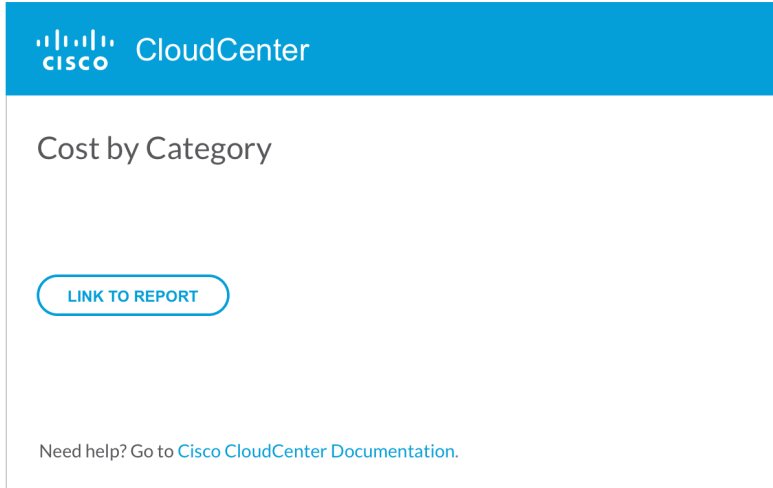 CISCO CloudCenter
Cost by Category
LINK TO REPORT
Need help? Go to Cisco CloudCenter Documentation.